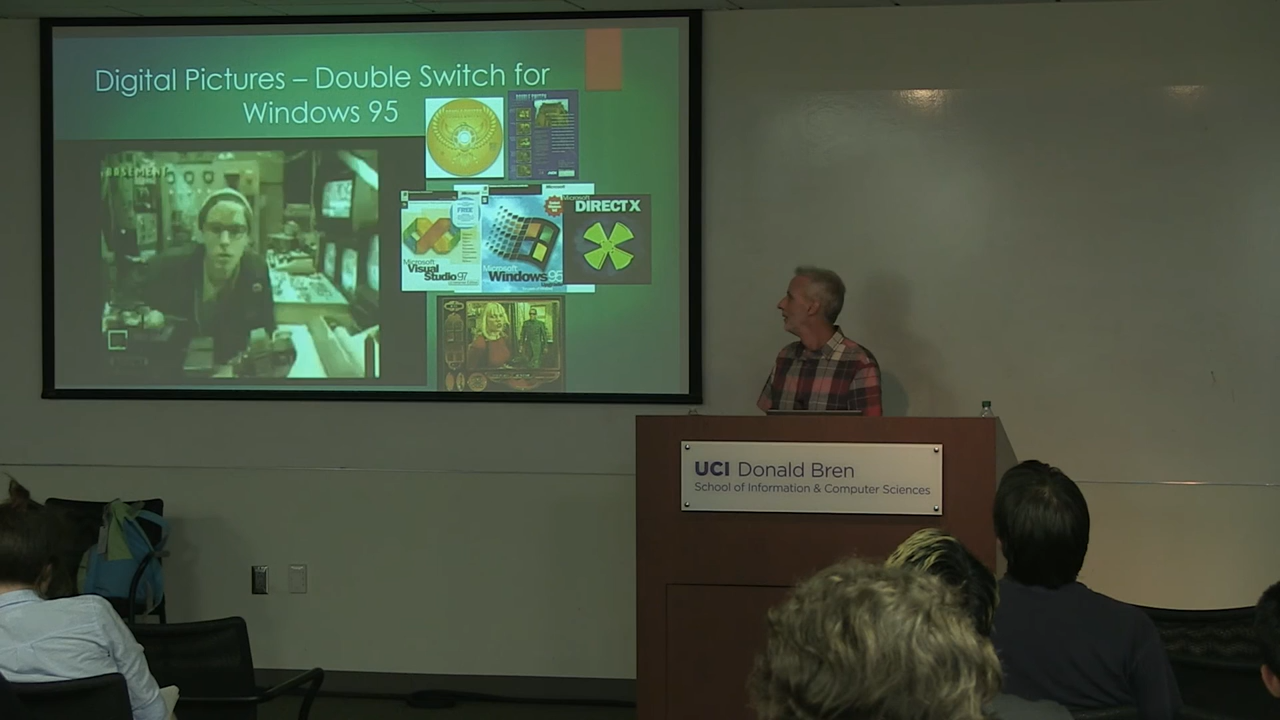 Digital Pictures – Double Switch for
Windows 95
BASEMENT
Microsoft
Visual Studio 97
FREE
Microsoft
Windows 95
Microsoft
DIRECTX
UCI Donald Bren
School of Information & Computer Sciences